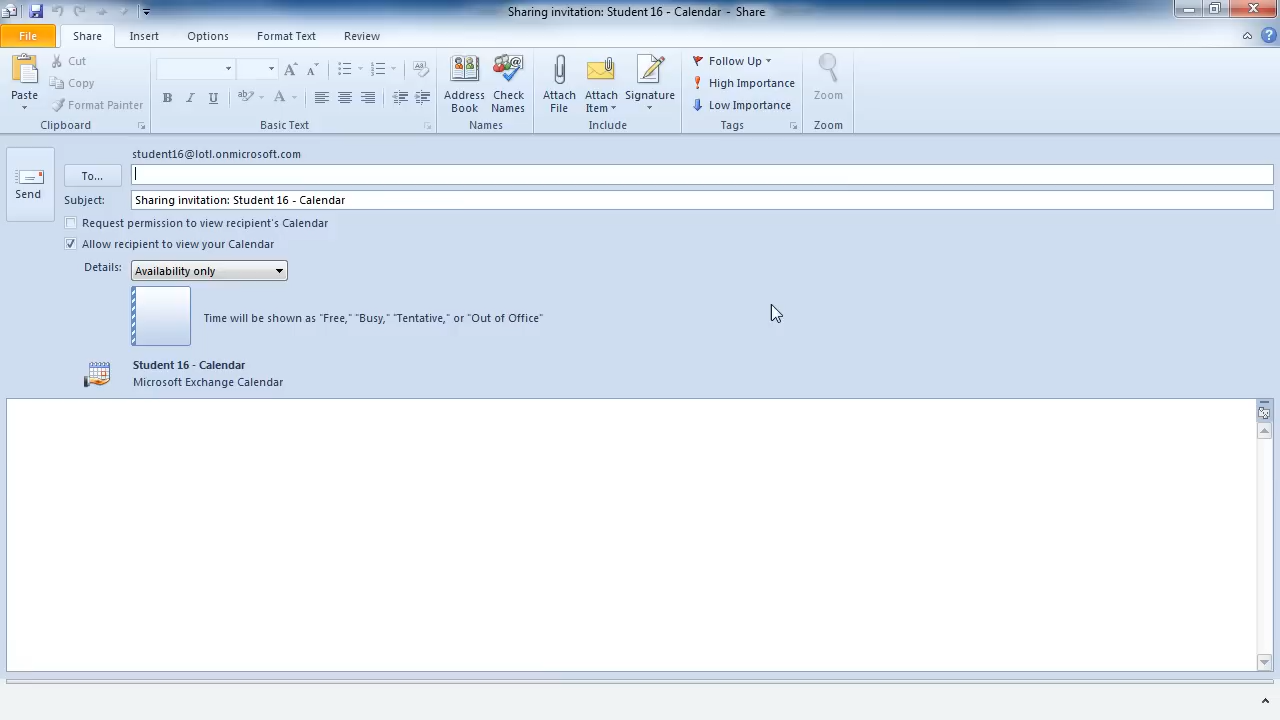 Sharing invitation: Student 16 - Calendar - Share
File Share Insert Options Format Text Review
Paste Cut Copy Format Painter
B I U
Address Book Check Names
Attach File Attach Item Signature
Follow Up High Importance Low Importance
Zoom
Clipboard Basic Text Names Include Tags Zoom
student16@lotl.onmicrosoft.com
Send To...
Subject: Sharing invitation: Student 16 - Calendar
Request permission to view recipient's Calendar
Allow recipient to view your Calendar
Details: Availability only
Time will be shown as "Free," "Busy," "Tentative," or "Out of Office"
Student 16 - Calendar
Microsoft Exchange Calendar